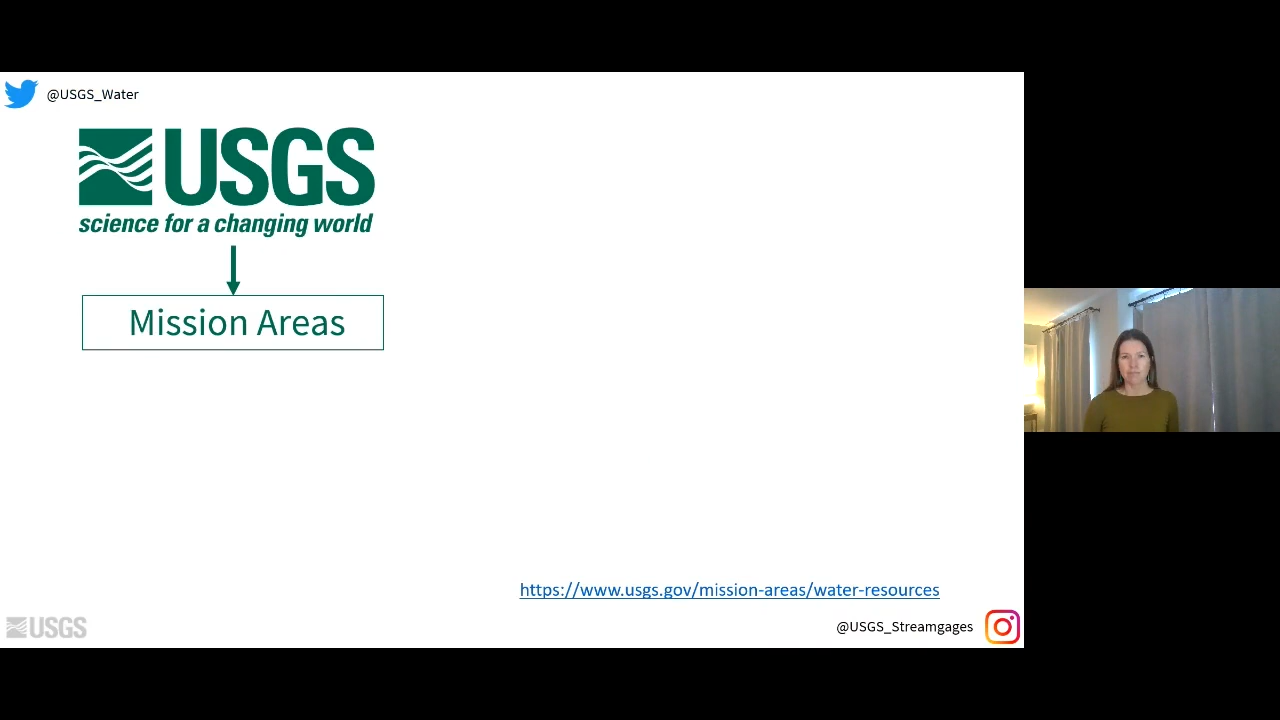 @USGS_Water
USGS
science for a changing world
Mission Areas
https://www.usgs.gov/mission-areas/water-resources
@USGS_Streamgages
USGS